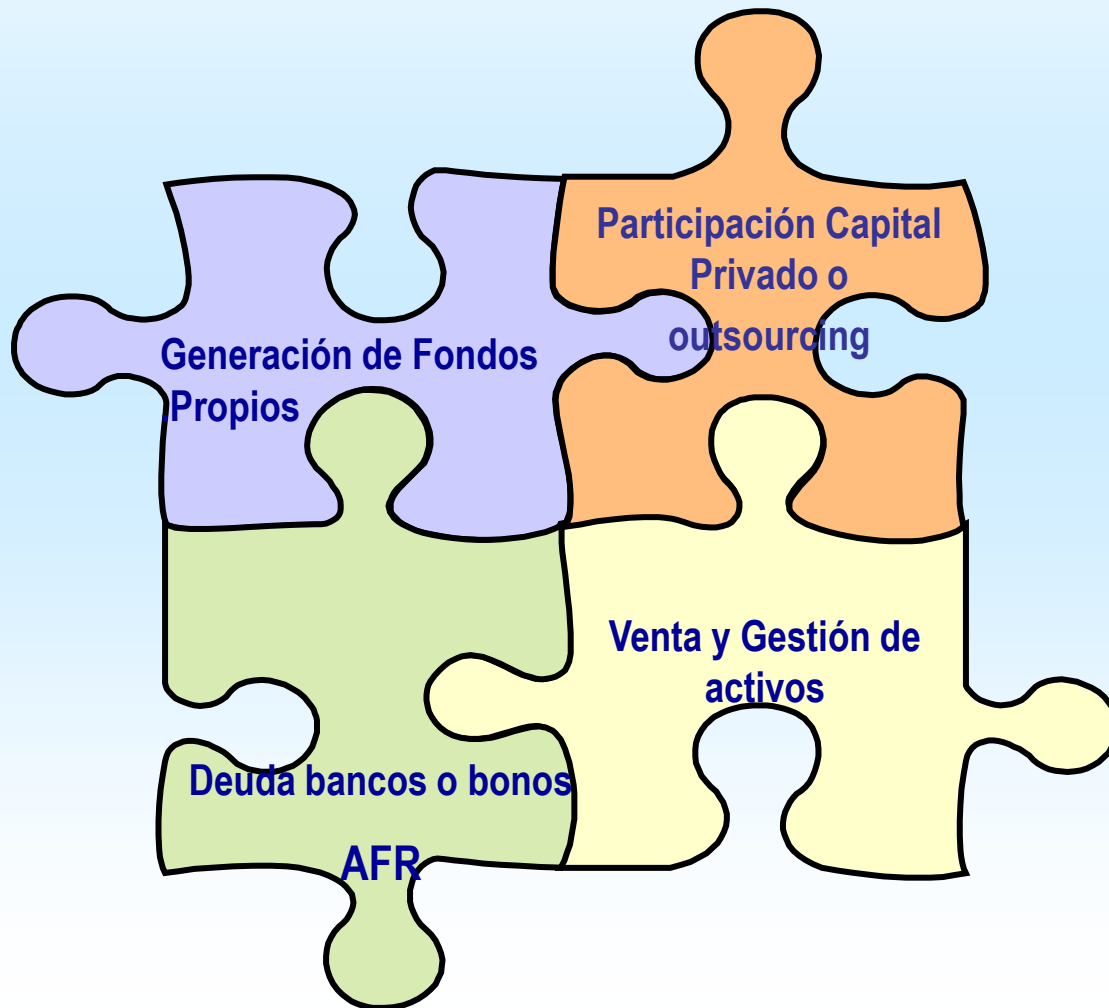 Participación Capital
Privado o
outsourcing
Generación de Fondos
.Propios
Venta y Gestión de
activos
Deuda bancos o bonos
AFR